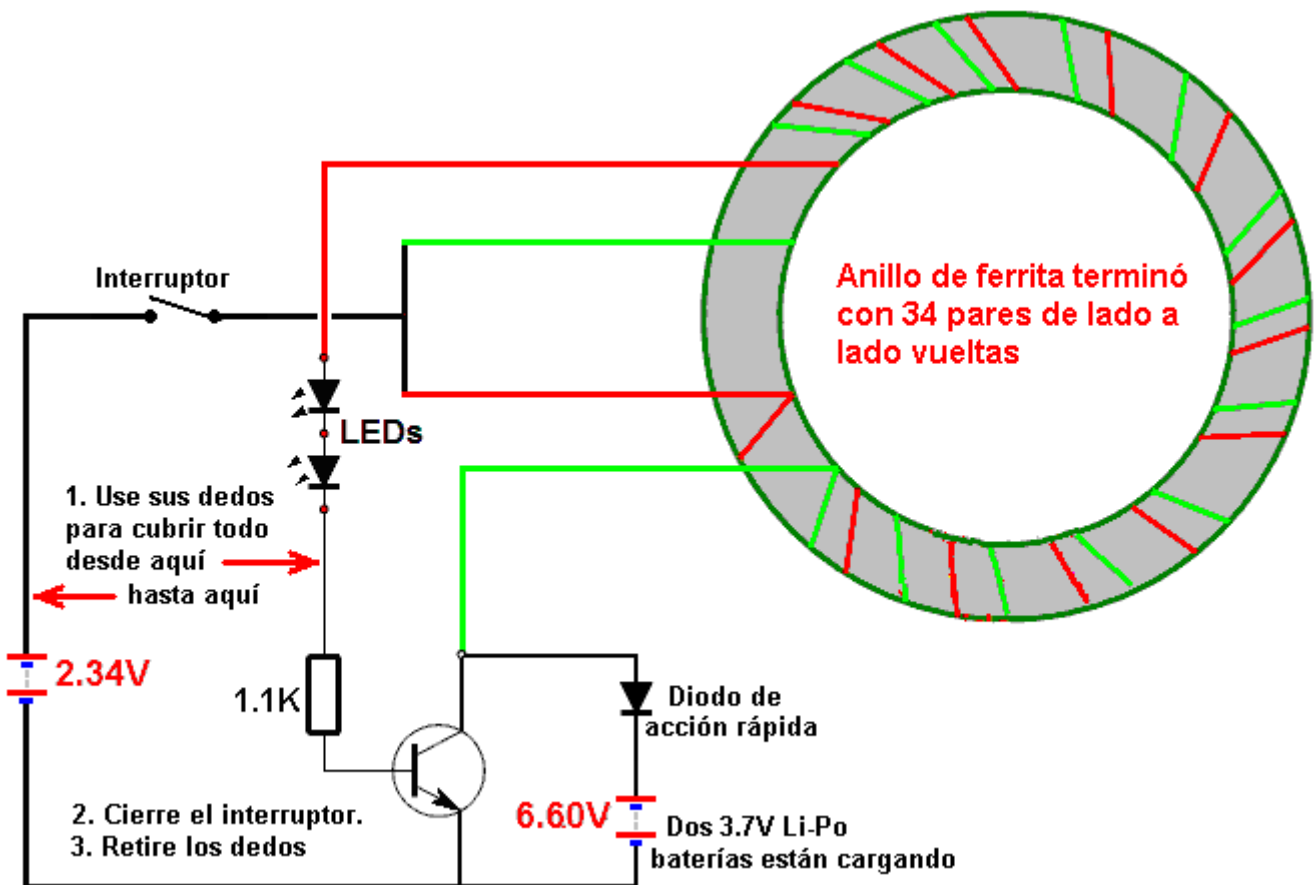 Interruptor
Anillo de ferrita terminó
con 34 pares de lado a
lado vueltas
LEDs
1. Use sus dedos
para cubrir todo
desde aquí
hasta aquí
2.34V
1.1K
Diodo de
acción rápida
6.60V
Dos 3.7V Li-Po
baterías están cargando
2. Cierre el interruptor.
3. Retire los dedos